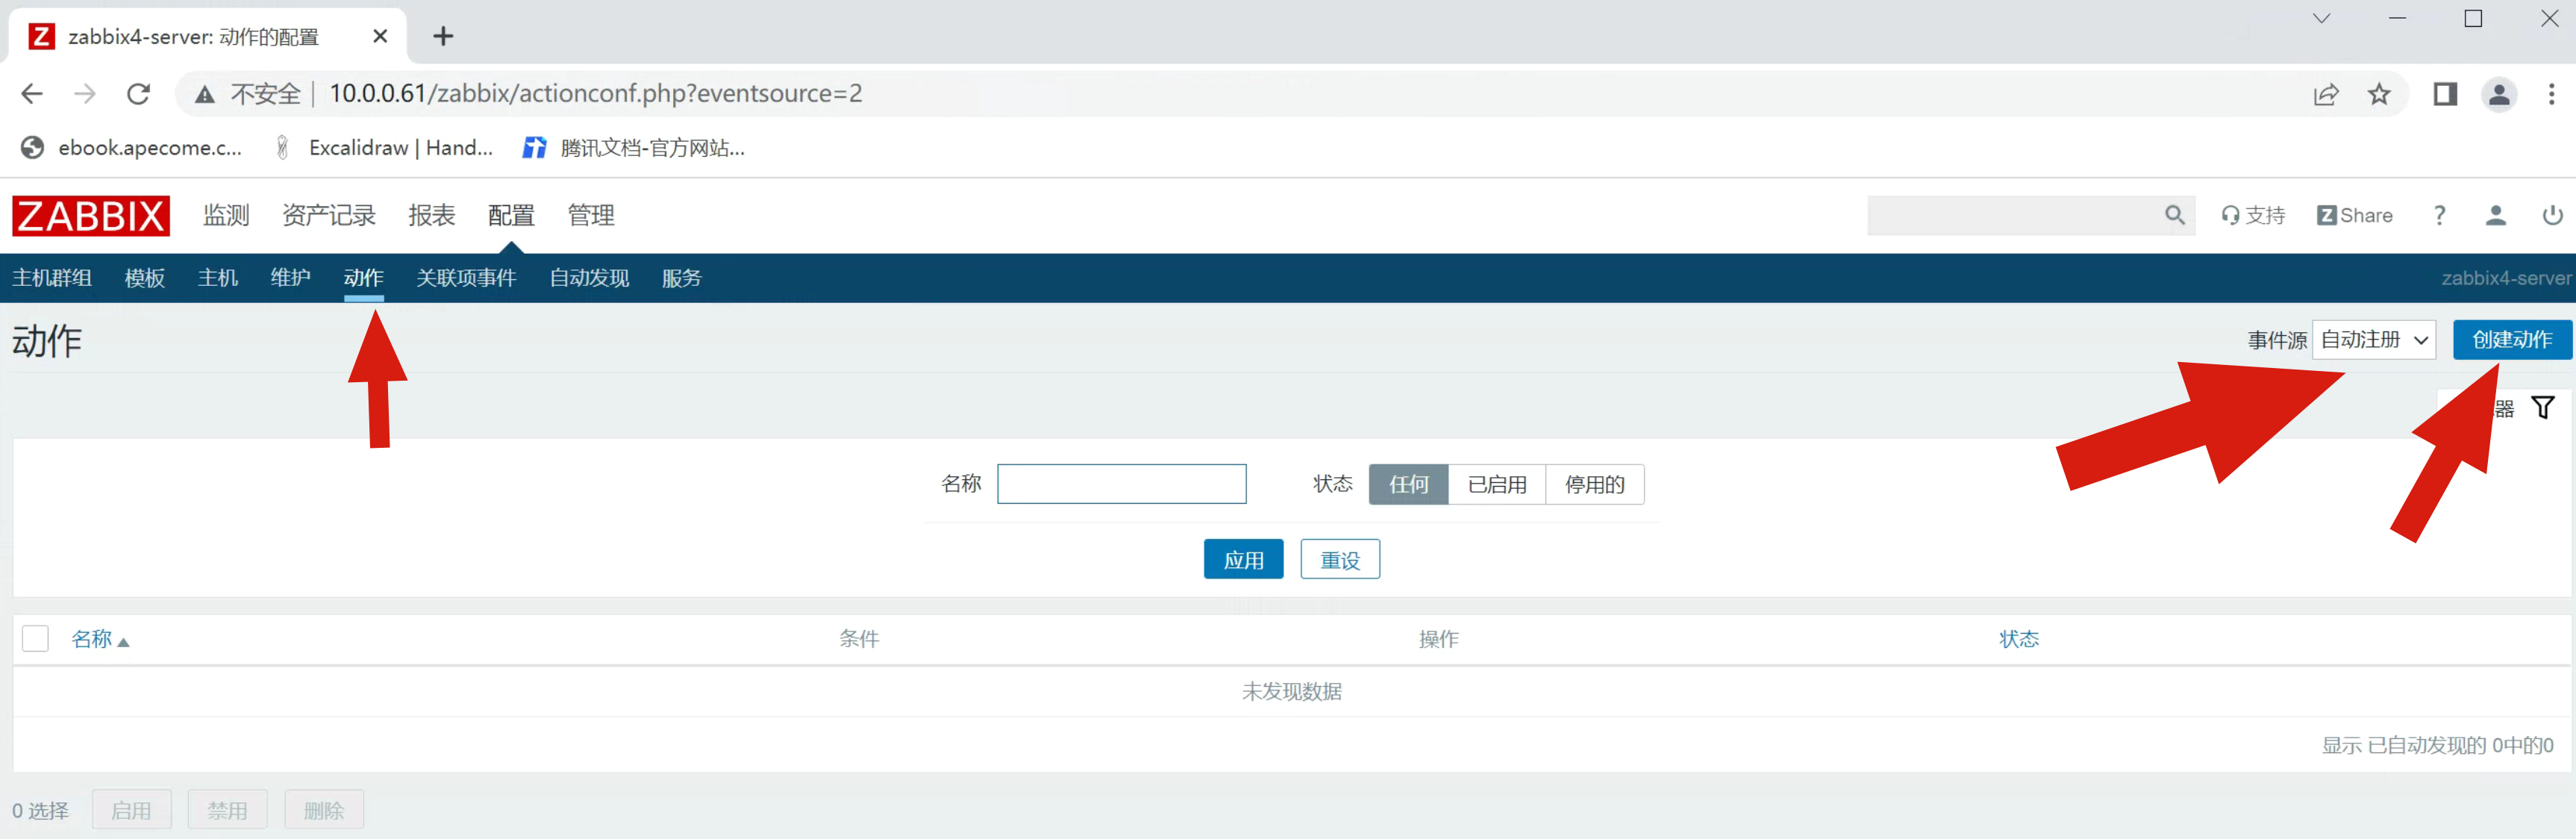 zabbix4-server: 动作的配置
不安全 | 10.0.0.61/zabbix/actionconf.php?eventsource=2
ebook.apecome.c... Excalidraw | Hand... 腾讯文档-官方网站...
ZABBIX 监测 资产记录 报表 配置 管理 支持 Z Share ?
主机群组 模板 主机 维护 动作 关联项事件 自动发现 服务 zabbix4-server
动作 事件源 自动注册 创建动作
器
名称 状态 任何 已启用 停用的
应用 重设
名称 条件 操作 状态
未发现数据
显示 已自动发现的 0中的0
0 选择 启用 禁用 删除